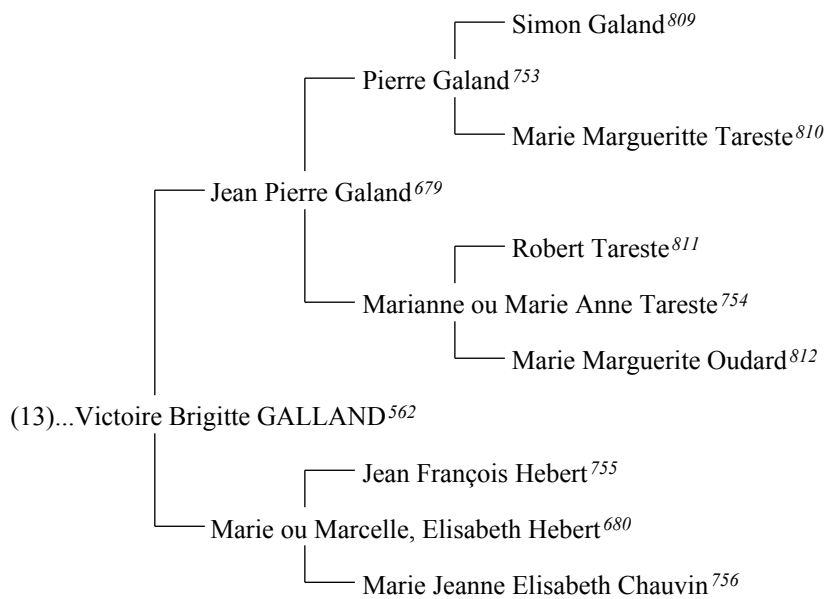 Simon Galand809
Pierre Galand753
Marie Margueritte Tareste810
Jean Pierre Galand679
Robert Tareste811
Marianne ou Marie Anne Tareste754
Marie Marguerite Oudard812
(13)...Victoire Brigitte GALLAND562
Jean François Hebert755
Marie ou Marcelle, Elisabeth Hebert680
Marie Jeanne Elisabeth Chauvin756